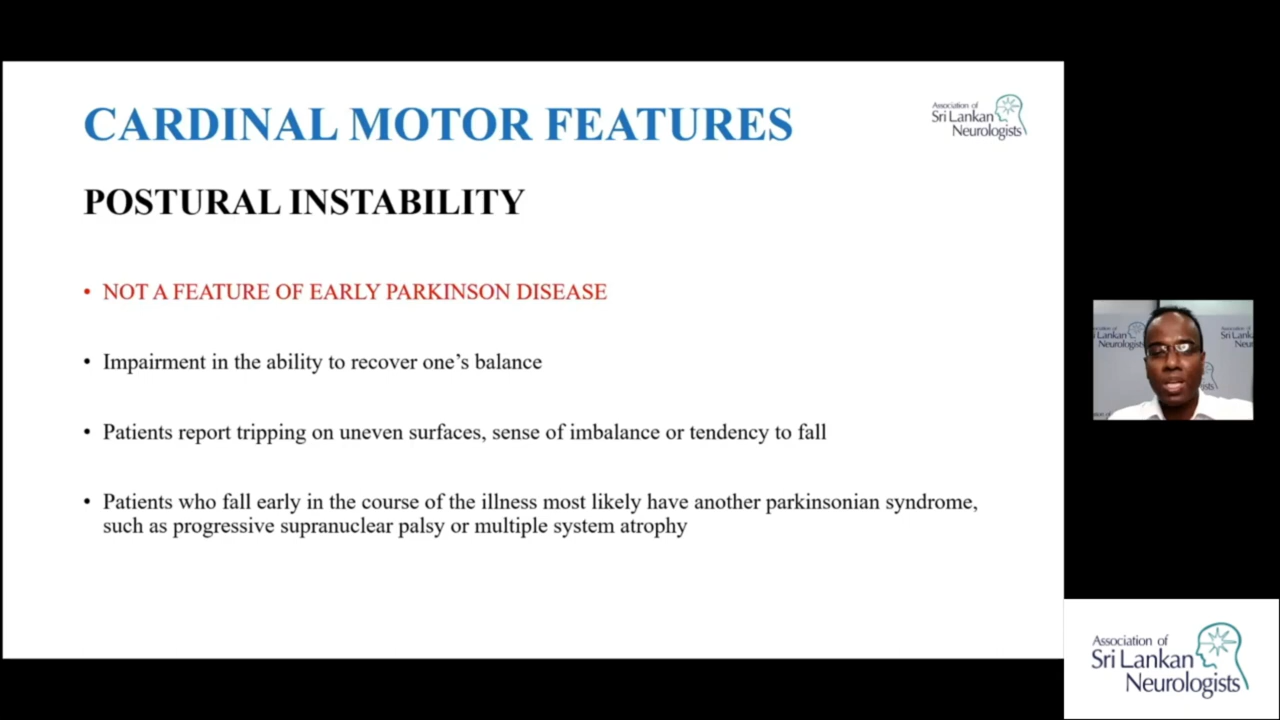 CARDINAL MOTOR FEATURES
Association of
Sri Lankan
Neurologists
POSTURAL INSTABILITY
• NOT A FEATURE OF EARLY PARKINSON DISEASE
• Impairment in the ability to recover one’s balance
• Patients report tripping on uneven surfaces, sense of imbalance or tendency to fall
• Patients who fall early in the course of the illness most likely have another parkinsonian syndrome,
such as progressive supranuclear palsy or multiple system atrophy
Lankan
Neurologists
Association of
Sri Lankan
Neurologists